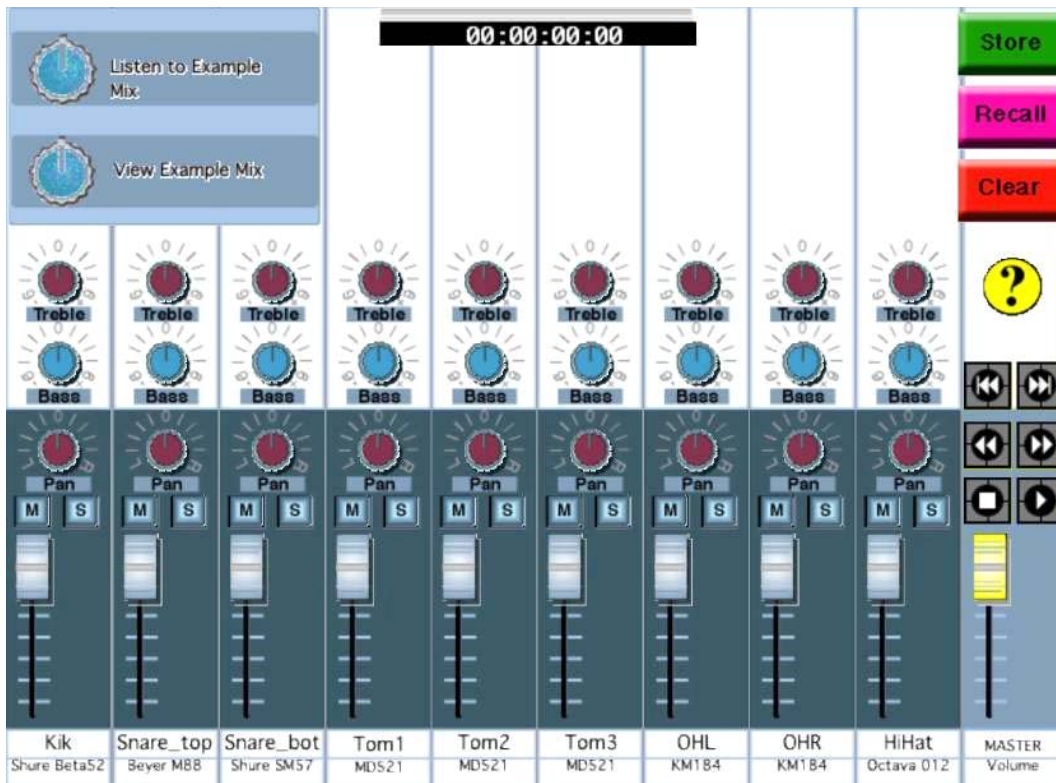 00:00:00:00
Store
Listen to Example
Mix
Recall
View Example Mix
Clear
?
Treble Treble Treble Treble Treble Treble Treble Treble Treble
Bass Bass Bass Bass Bass Bass Bass Bass Bass
Pan Pan Pan Pan Pan Pan Pan Pan Pan
M S M S M S M S M S M S M S M S M S
Kik Snare_top Snare_bot Tom1 Tom2 Tom3 OHL OHR HiHat MASTER
Shure Beta52 Beyer M88 Shure SM57 MD521 MD521 MD521 KM184 KM184 Octava 012 Volume